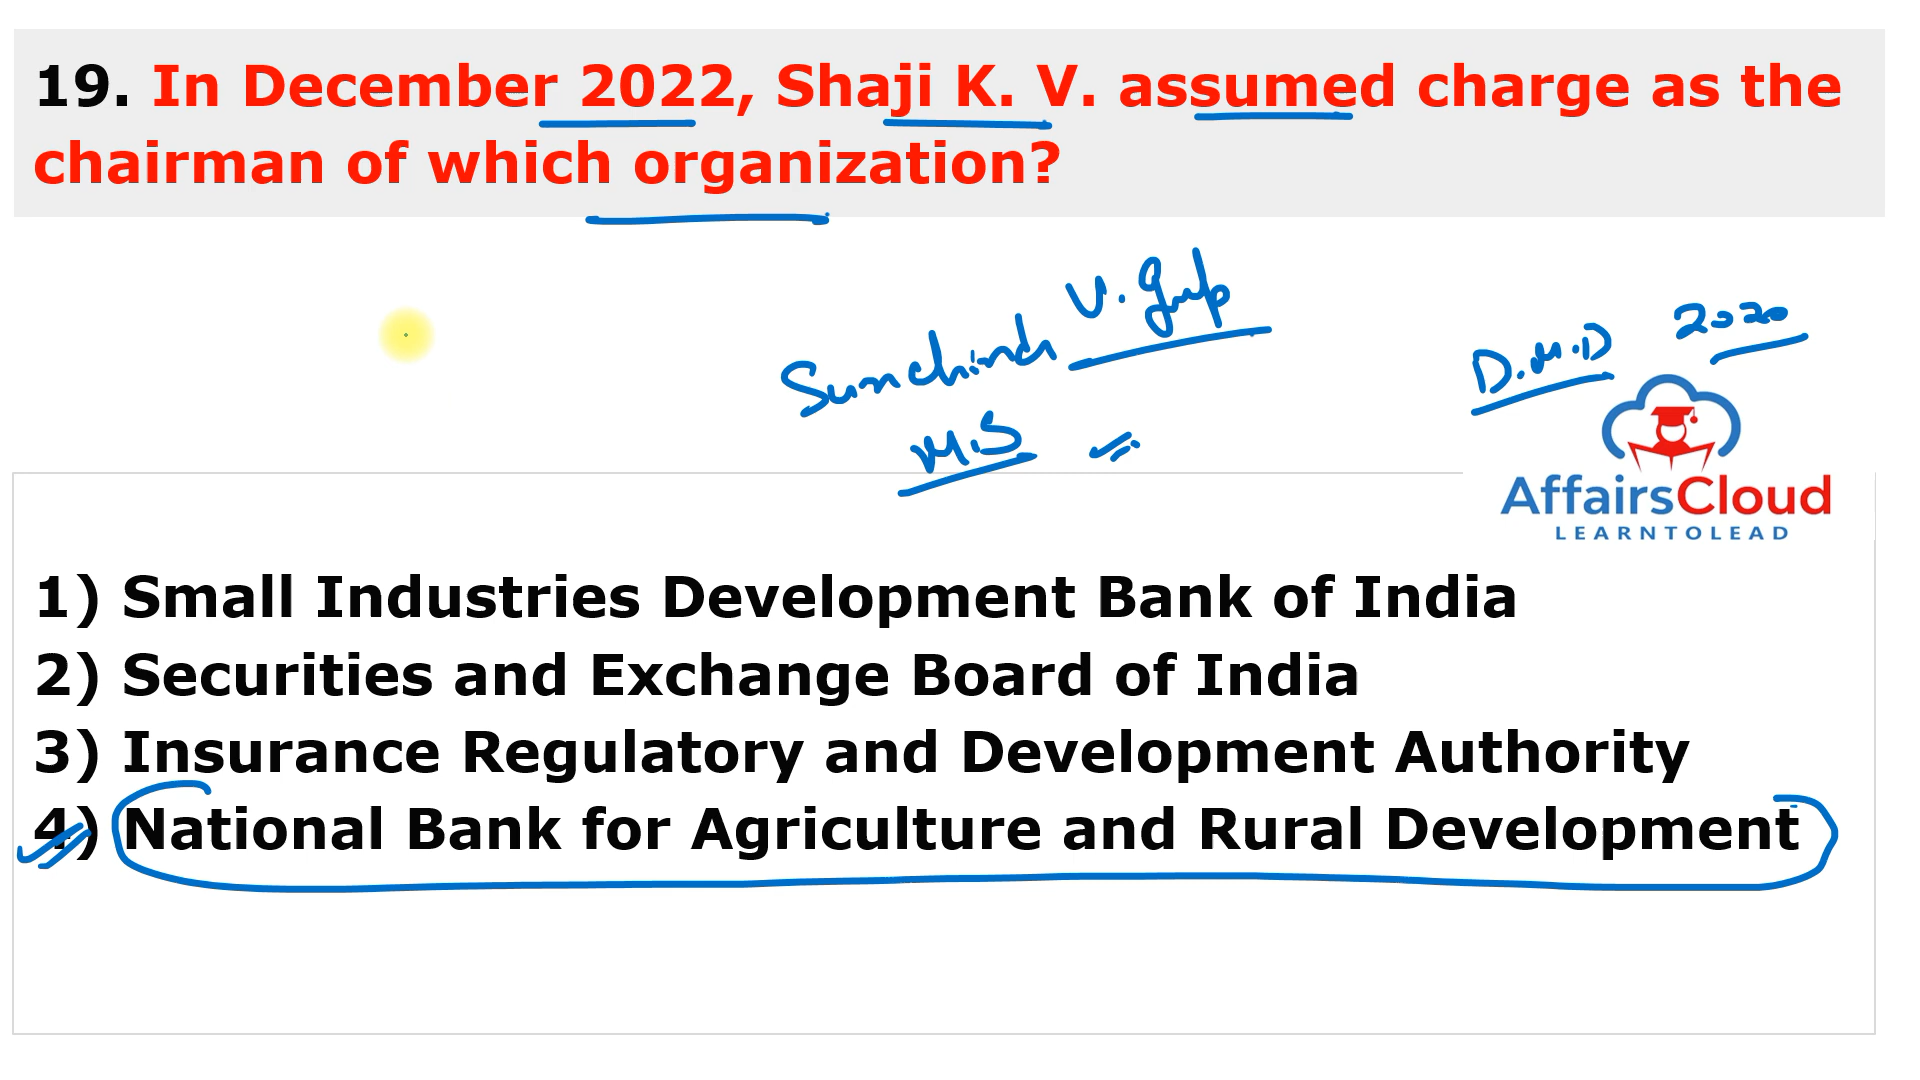 19. In December 2022, Shaji K. V. assumed charge as the
chairman of which organization?
V.
D.M.D 2020
M.S
AffairsCloud
LEARNTOLEAD
1) Small Industries Development Bank of India
2) Securities and Exchange Board of India
3) Insurance Regulatory and Development Authority
4) National Bank for Agriculture and Rural Development